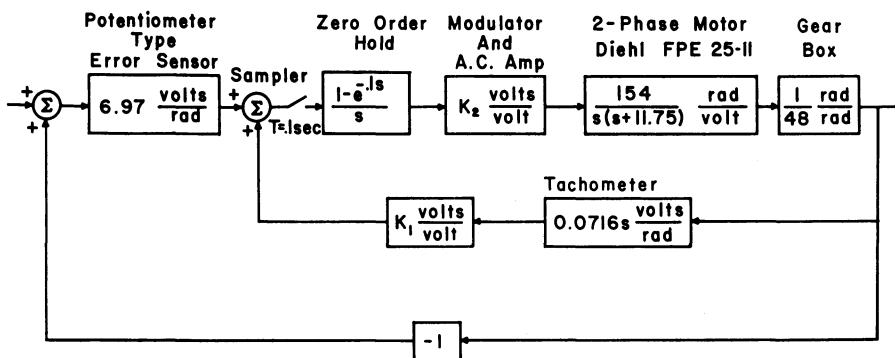 Potentiometer
Type
Error Sensor
6.97 volts/rad
Sampler
T=.1sec
Zero Order
Hold
1-e^-.1s/s
Modulator
And
A.C. Amp
K₂ volts/volt
2-Phase Motor
Diehl FPE 25-11
154/s(s+11.75) rad/volt
Gear
Box
1/48 rad/rad
+
Σ
+
+
Σ
+
Tachometer
K₁ volts/volt
0.0716s volts/rad
-1